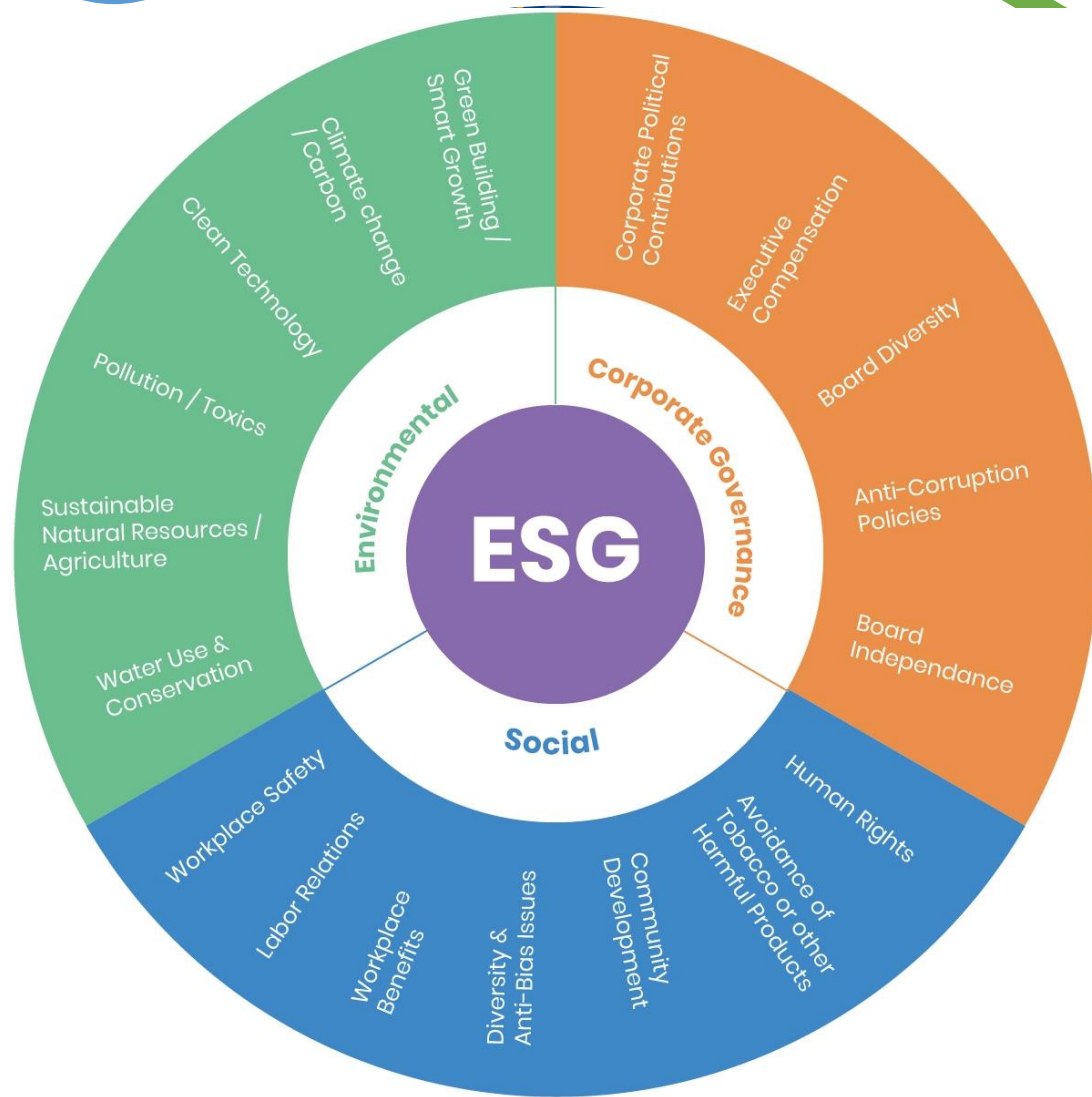 ESG
Environmental
Corporate Governance
Social
Green Building /
Smart Growth
Climate change
/ Carbon
Clean Technology
Pollution / Toxics
Sustainable
Natural Resources /
Agriculture
Water Use &
Conservation
Corporate Political
Contributions
Executive
Compensation
Board Diversity
Anti-Corruption
Policies
Board
Independance
Human Rights
Avoidance of
Tobacco or other
Harmful Products
Community
Development
Diversity &
Anti-Bias Issues
Workplace
Benefits
Labor Relations
Workplace Safety